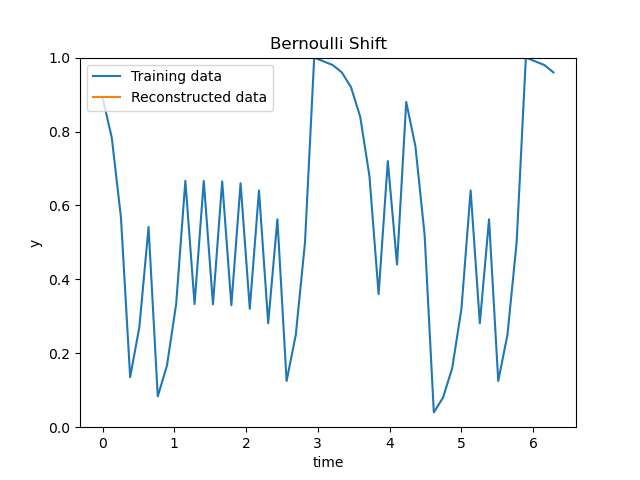 Bernoulli Shift
Training data
Reconstructed data
1.0
0.8
0.6
0.4
0.2
0.0
y
0 1 2 3 4 5 6
time